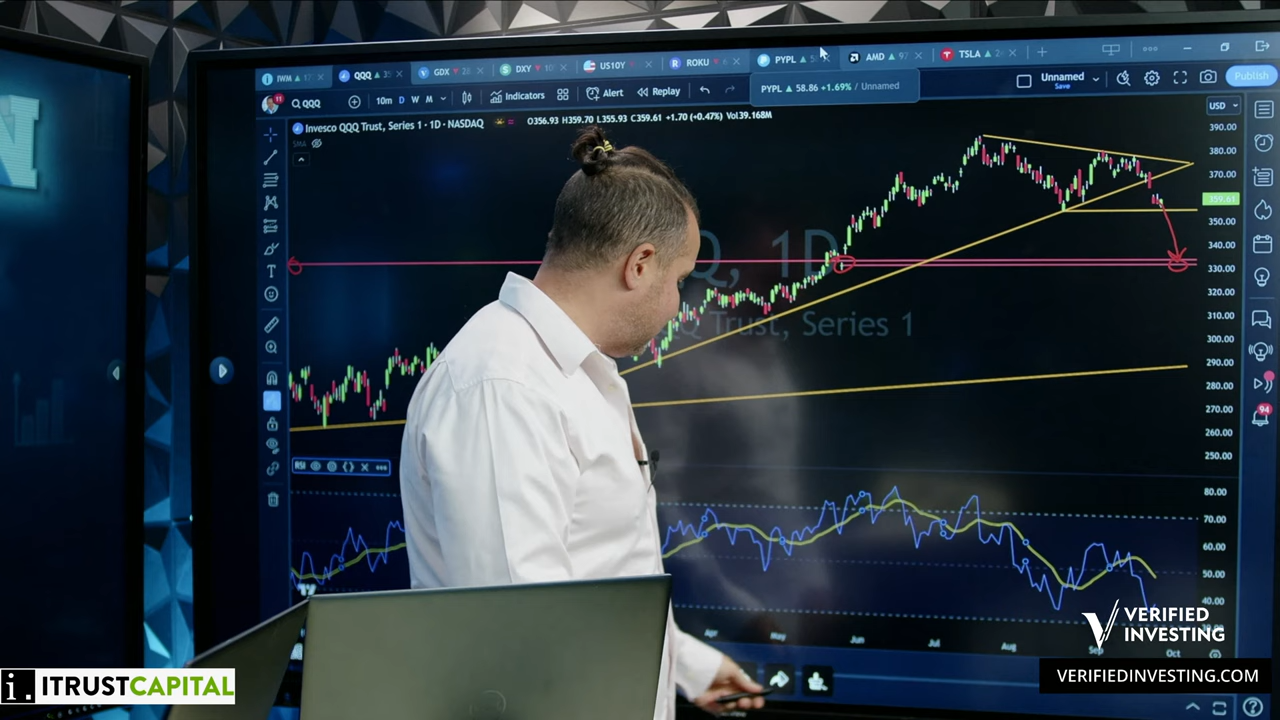 IWM
QQQ
GDX
DXY
US10Y
ROKU
PYPL
AMD
TSLA
QQQ
10m D W M
Indicators
Alert
Replay
PYPL 58.86 +1.69% / Unnamed
Unnamed
Save
Publish
Invesco QQQ Trust, Series 1 · 1D · NASDAQ O356.93 H359.70 L355.93 C359.61 +1.70 (+0.47%) Vol39.168M
SMA
USD
390.00
380.00
370.00
359.61
350.00
340.00
330.00
320.00
310.00
300.00
290.00
280.00
270.00
260.00
250.00
Q, 1D
Q Trust, Series 1
RSI
80.00
70.00
60.00
50.00
40.00
Apr May Jun Jul Aug Sep Oct
94
11
N
VERIFIED
INVESTING
VERIFIEDINVESTING.COM
i. ITRUSTCAPITAL